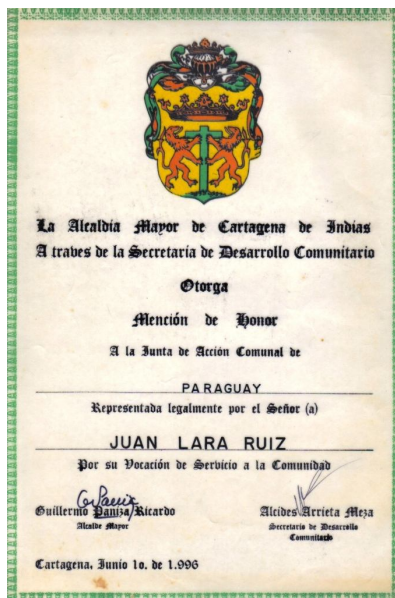 La Alcaldia Mayor de Cartagena de Indias
A traves de la Secretaria de Desarrollo Comunitario
Otorga
Mención de Honor
A la Junta de Acción Comunal de
PARAGUAY
Representada legalmente por el Señor (a)
JUAN LARA RUIZ
Por su Vocación de Servicio a la Comunidad
Guillermo Paniza Ricardo
Alcalde Mayor
Alcides Arrieta Meza
Secretario de Desarrollo
Comunitario
Cartagena, Junio 1o. de 1.996